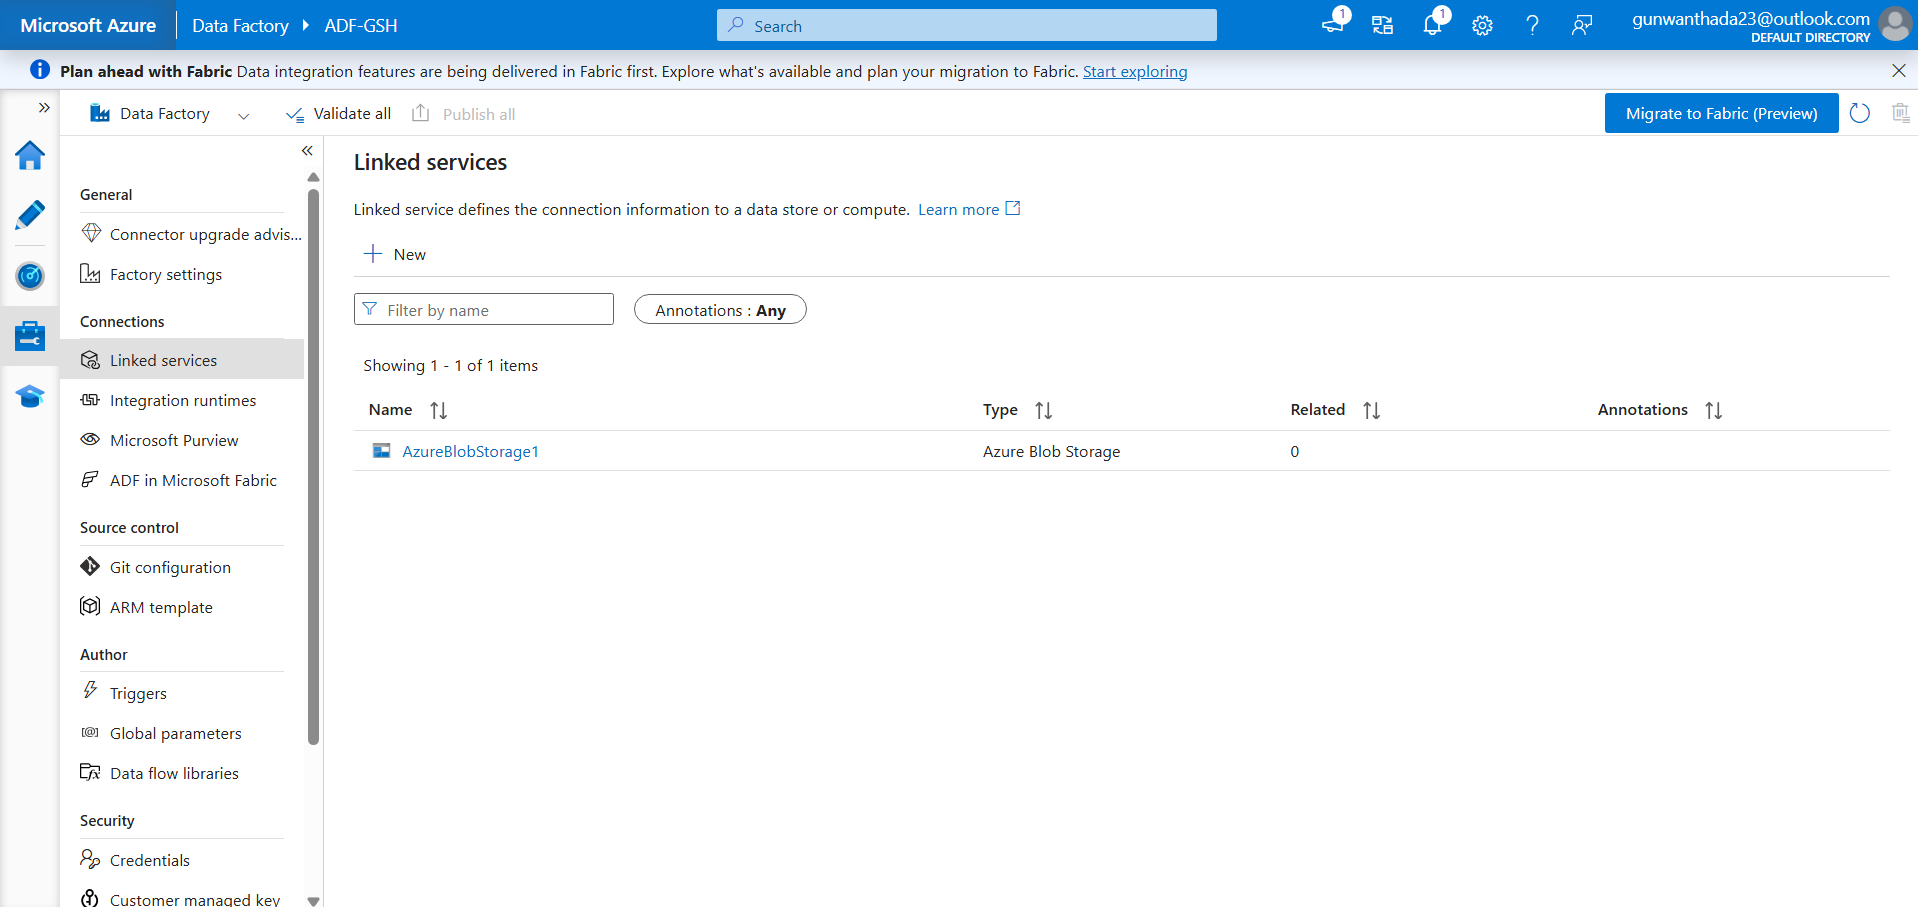 Microsoft Azure
Data Factory
ADF-GSH
Search
1
1
gunwanthada23@outlook.com
DEFAULT DIRECTORY
Plan ahead with Fabric Data integration features are being delivered in Fabric first. Explore what's available and plan your migration to Fabric. Start exploring
Data Factory
Validate all
Publish all
Migrate to Fabric (Preview)
General
Connector upgrade advis...
Factory settings
Connections
Linked services
Integration runtimes
Microsoft Purview
ADF in Microsoft Fabric
Source control
Git configuration
ARM template
Author
Triggers
Global parameters
Data flow libraries
Security
Credentials
Customer managed key
Linked services
Linked service defines the connection information to a data store or compute. Learn more
New
Filter by name
Annotations : Any
Showing 1 - 1 of 1 items
Name
Type
Related
Annotations
AzureBlobStorage1
Azure Blob Storage
0